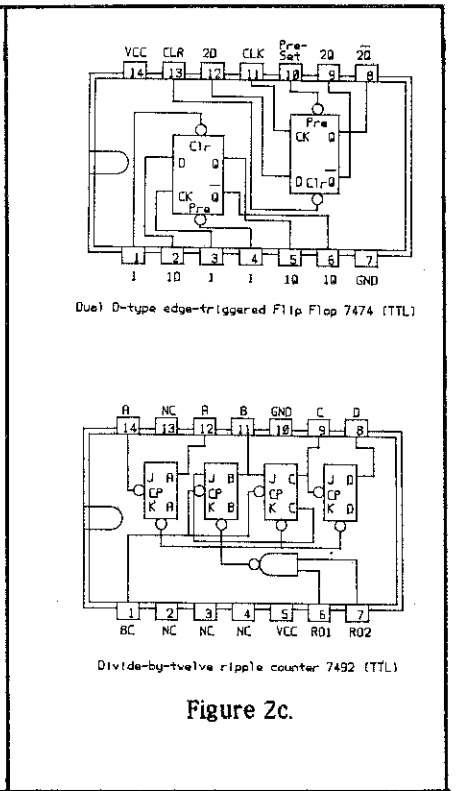 Pre-
VCC CLR 2D CLK Set 2Q 2Q̅
14 13 12 11 10 9 8
Pre
Clr CK Q
D Q
CK Q̅ D Clr Q̅
Pre
1 2 3 4 5 6 7
1 1D 1 1 1Q 1Q GND
Dual D-type edge-triggered Flip Flop 7474 (TTL)
A NC A B GND C D
14 13 12 11 10 9 8
J A J B J C J D
CP CP CP CP
K A K B K C K D
1 2 3 4 5 6 7
BC NC NC NC VCC R01 R02
Divide-by-twelve ripple counter 7492 (TTL)
Figure 2c.